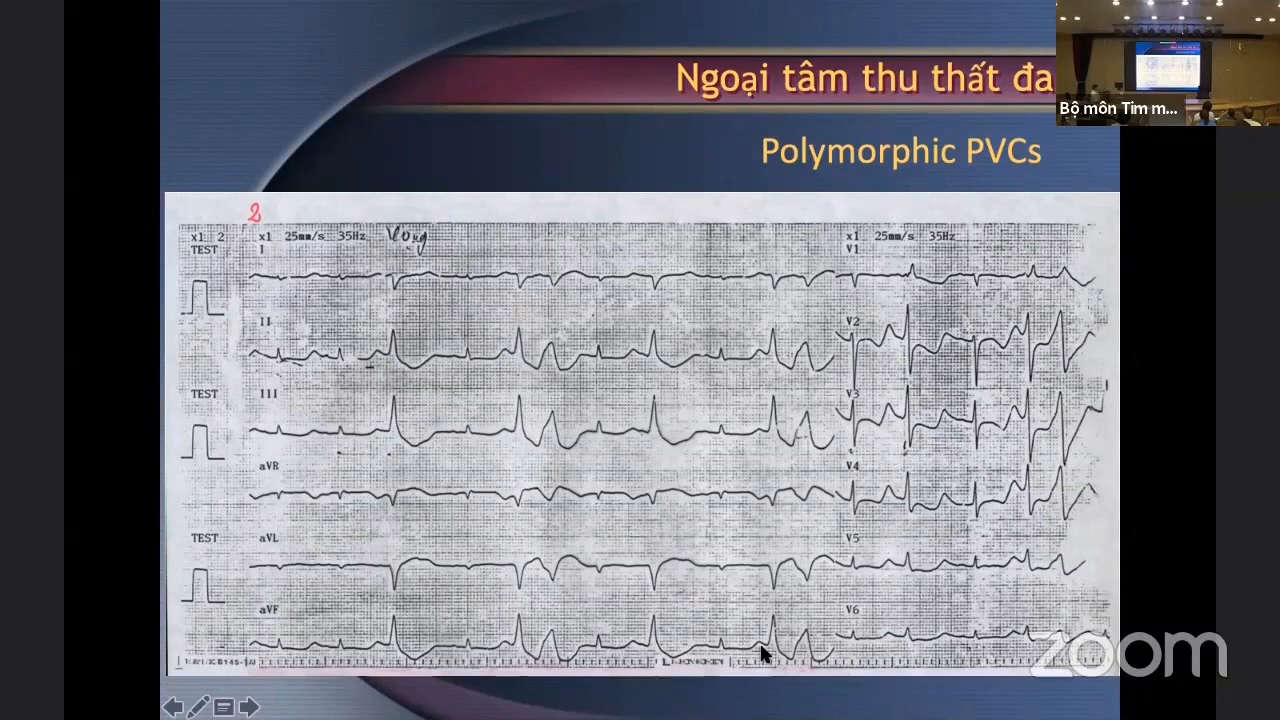 Ngoại tâm thu thất đa
Bộ môn Tim m...
Polymorphic PVCs
2
x1 2 x1 25mm/s 35Hz
x1 25mm/s 35Hz
TEST I
V1
II
V2
TEST III
V3
aVR
V4
TEST aVL
V5
aVF
V6
zoom